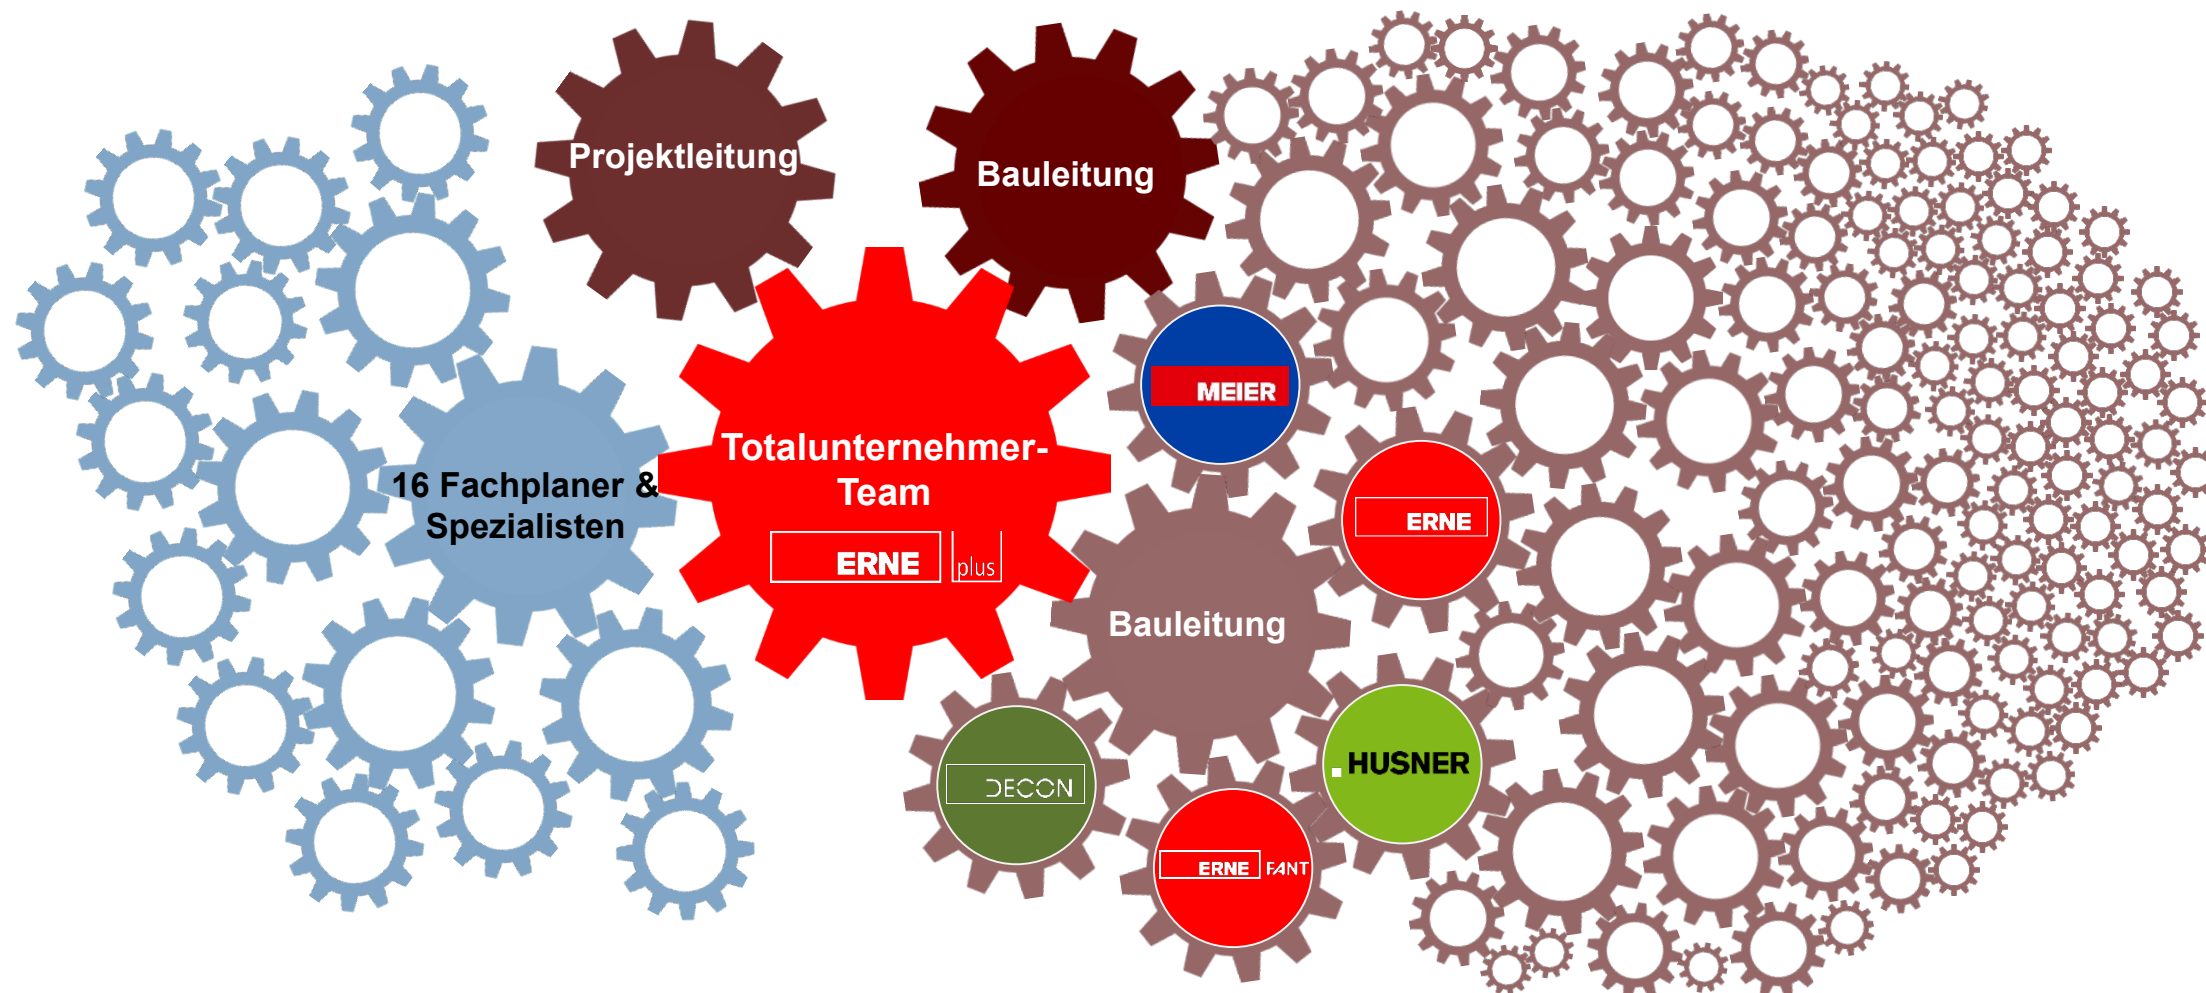 Projektleitung
Bauleitung
MEIER
Totalunternehmer-
Team
ERNE plus
16 Fachplaner &
Spezialisten
ERNE
Bauleitung
DECON
HUSNER
ERNE FANT